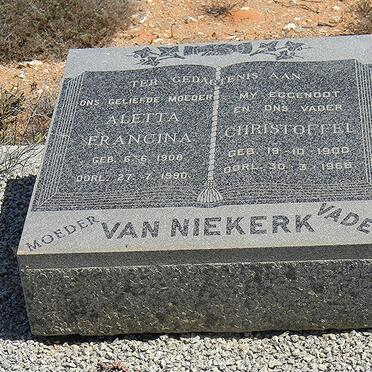 TER GEDAGTENIS AAN
ONS GELIEFDE MOEDER
ALETTA
FRANCINA
GEB. 6. 6. 1908
OORL. 27. 7. 1990.
MY EGGENOOT
EN ONS VADER
CHRISTOFFEL
GEB. 19. 10. 1900
OORL. 30. 3. 1968
MOEDER VAN NIEKERK VADE